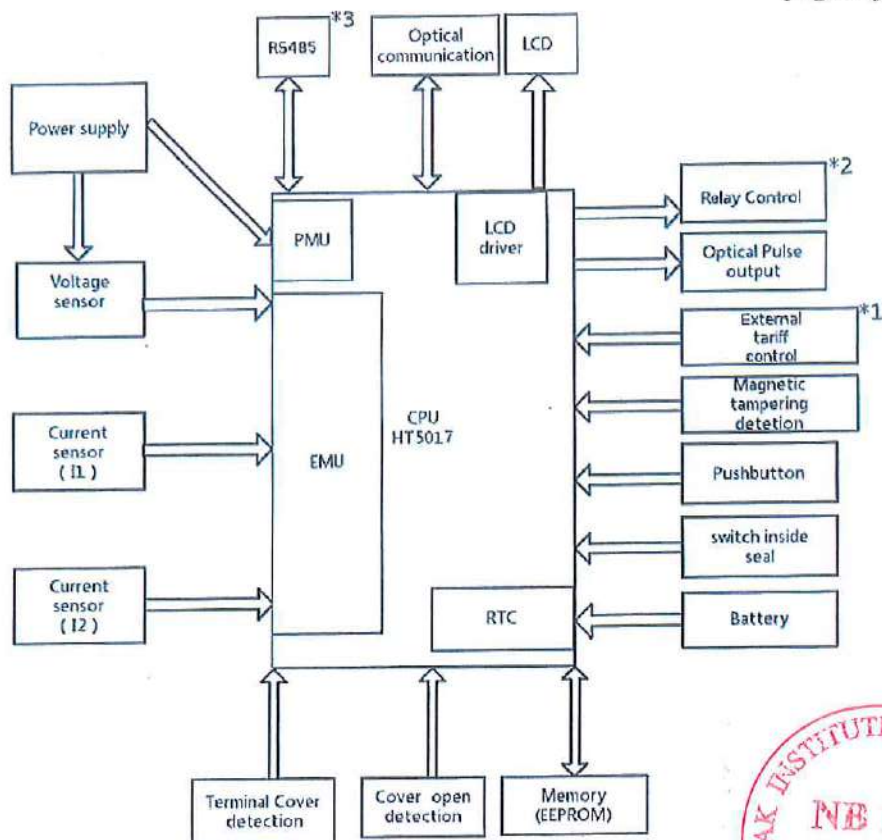 *3
RS485
Optical
communication
LCD
Power supply
*2
Relay Control
PMU
LCD
driver
Optical Pulse
output
Voltage
sensor
*1
External
tariff
control
Magnetic
tampering
detetion
CPU
HT5017
Current
sensor
( I1 )
EMU
Pushbutton
switch inside
seal
Current
sensor
( I2 )
RTC
Battery
Terminal Cover
detection
Cover open
detection
Memory
(EEPROM)
AK INSTITUT
NB